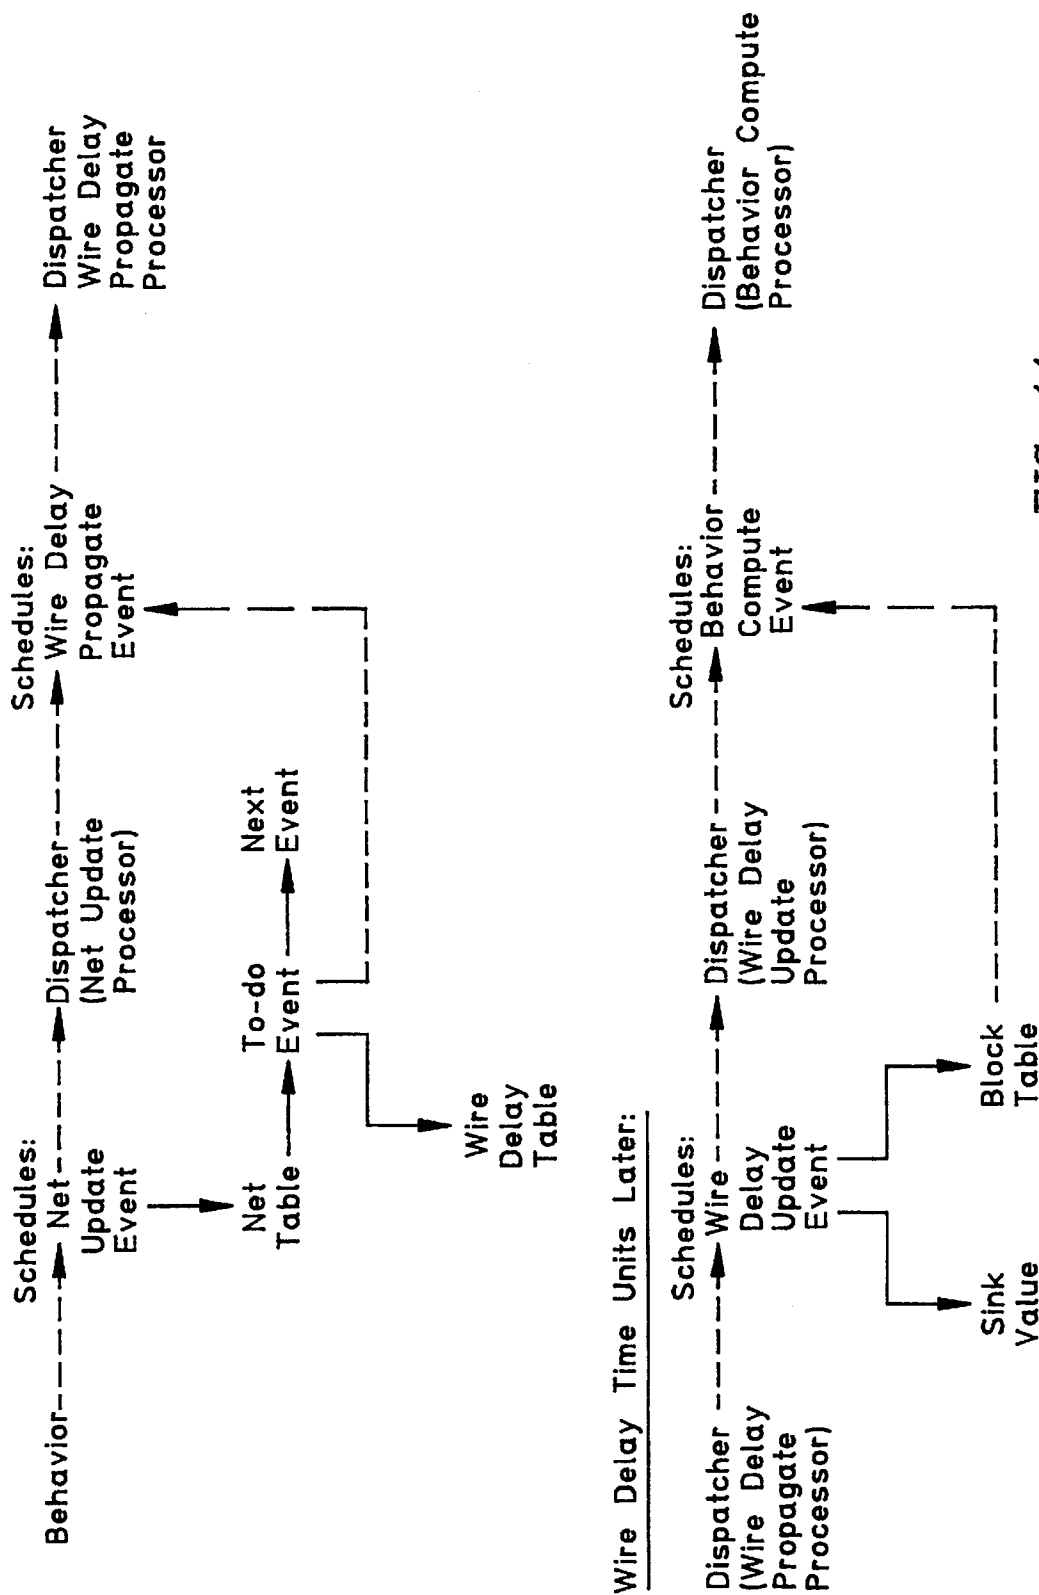 Schedules:
Schedules:
Behavior
Net
Update
Event
Dispatcher
(Net Update
Processor)
Wire Delay
Propagate
Event
Dispatcher
Wire Delay
Propagate
Processor
Net
Table
To-do
Event
Next
Event
Wire
Delay
Table
Wire Delay Time Units Later:
Schedules:
Schedules:
Dispatcher
(Wire Delay
Propagate
Processor)
Wire
Delay
Update
Event
Dispatcher
(Wire Delay
Update
Processor)
Behavior
Compute
Event
Dispatcher
(Behavior Compute
Processor)
Sink
Value
Block
Table